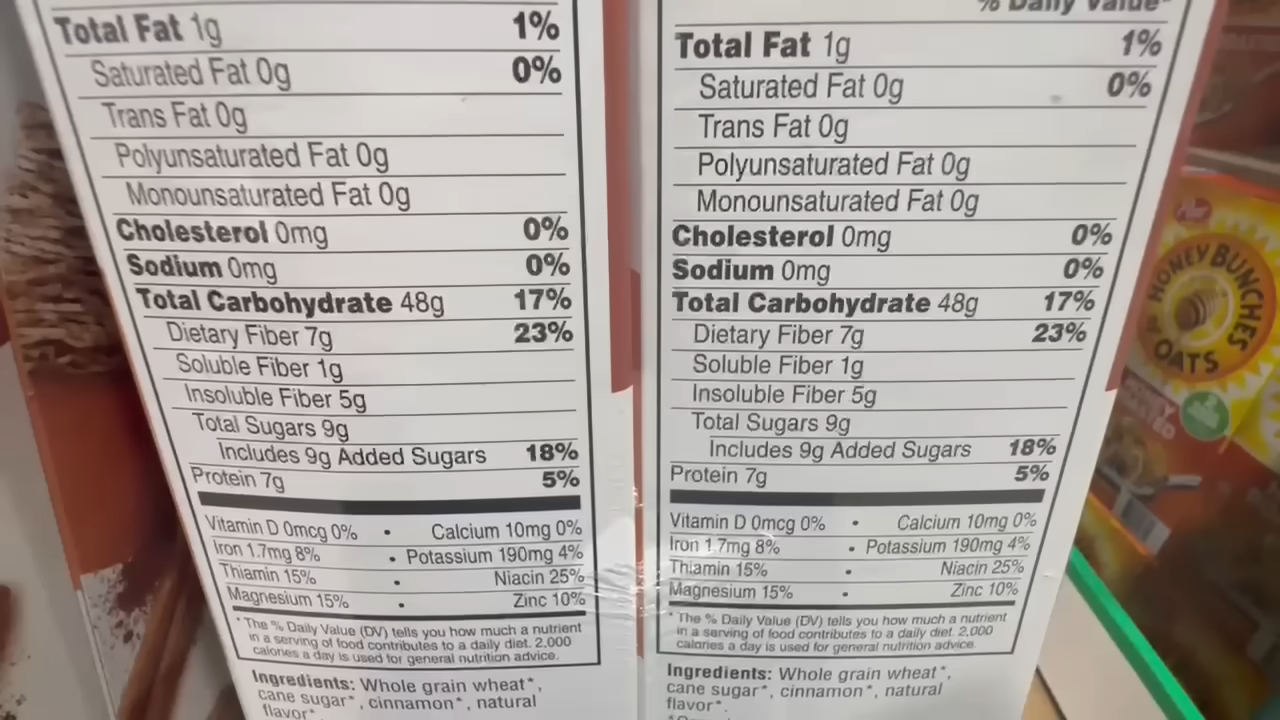 Total Fat 1g 1%
Saturated Fat 0g 0%
Trans Fat 0g
Polyunsaturated Fat 0g
Monounsaturated Fat 0g
Cholesterol 0mg 0%
Sodium 0mg 0%
Total Carbohydrate 48g 17%
Dietary Fiber 7g 23%
Soluble Fiber 1g
Insoluble Fiber 5g
Total Sugars 9g
Includes 9g Added Sugars 18%
Protein 7g 5%
Vitamin D 0mcg 0% • Calcium 10mg 0%
Iron 1.7mg 8% • Potassium 190mg 4%
Thiamin 15% • Niacin 25%
Magnesium 15% • Zinc 10%
* The % Daily Value (DV) tells you how much a nutrient
in a serving of food contributes to a daily diet. 2,000
calories a day is used for general nutrition advice.
Ingredients: Whole grain wheat*,
cane sugar*, cinnamon*, natural
flavor*
% Daily Value*
Total Fat 1g 1%
Saturated Fat 0g 0%
Trans Fat 0g
Polyunsaturated Fat 0g
Monounsaturated Fat 0g
Cholesterol 0mg 0%
Sodium 0mg 0%
Total Carbohydrate 48g 17%
Dietary Fiber 7g 23%
Soluble Fiber 1g
Insoluble Fiber 5g
Total Sugars 9g
Includes 9g Added Sugars 18%
Protein 7g 5%
Vitamin D 0mcg 0% • Calcium 10mg 0%
Iron 1.7mg 8% • Potassium 190mg 4%
Thiamin 15% • Niacin 25%
Magnesium 15% • Zinc 10%
* The % Daily Value (DV) tells you how much a nutrient
in a serving of food contributes to a daily diet. 2,000
calories a day is used for general nutrition advice.
Ingredients: Whole grain wheat*,
cane sugar*, cinnamon*, natural
flavor*.
Post
HONEY BUNCHES
OF
OATS
HONEY